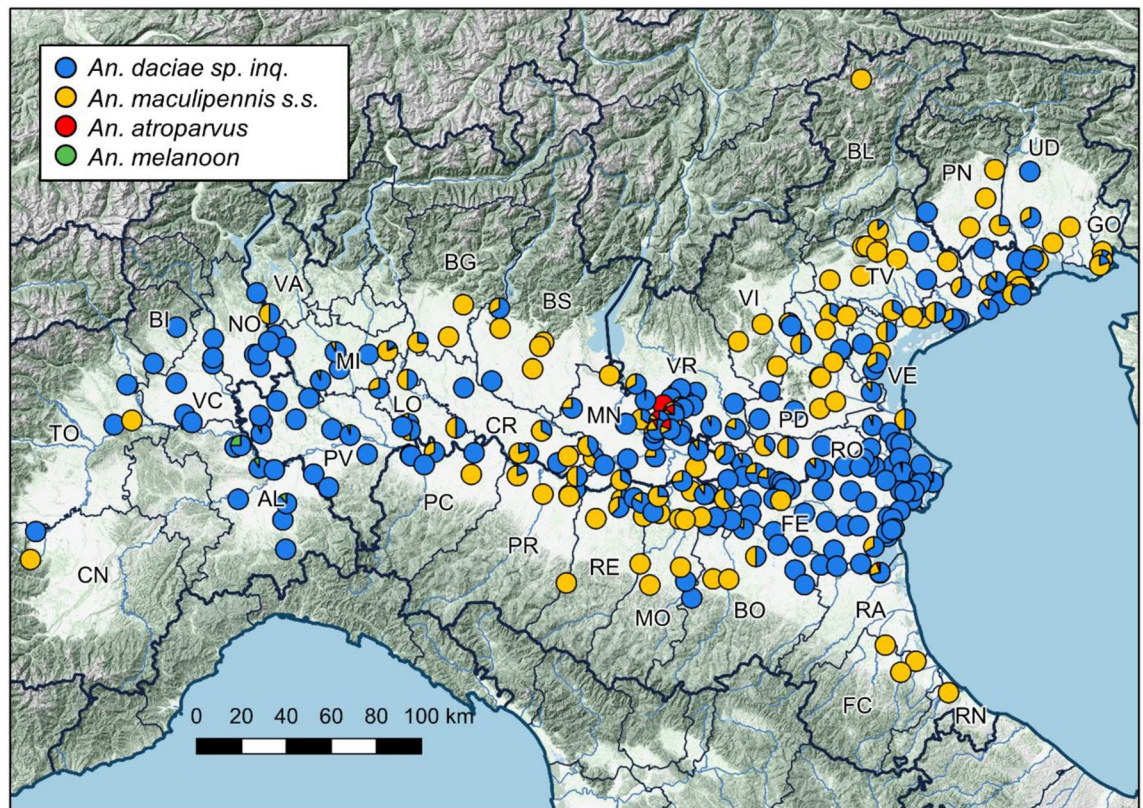 An. daciae sp. inq.
An. maculipennis s.s.
An. atroparvus
An. melanoon
BL
UD
PN
GO
BG
VA
BS
VI
TV
BI
NO
MI
VR
VE
VC
LO
MN
PD
TO
CR
RO
PV
AL
PC
FE
PR
RE
CN
MO
BO
RA
FC
RN
0 20 40 60 80 100 km